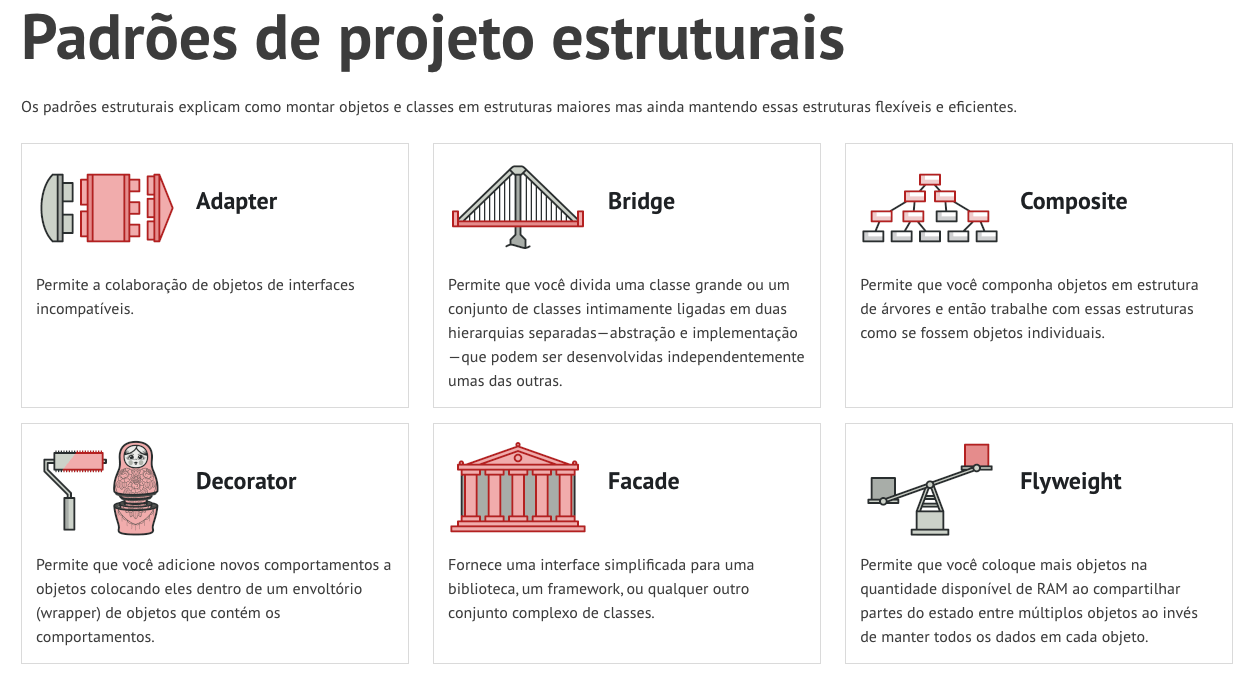 Padrões de projeto estruturais
Os padrões estruturais explicam como montar objetos e classes em estruturas maiores mas ainda mantendo essas estruturas flexíveis e eficientes.
Adapter
Permite a colaboração de objetos de interfaces
incompatíveis.
Bridge
Permite que você divida uma classe grande ou um
conjunto de classes intimamente ligadas em duas
hierarquias separadas—abstração e implementação
—que podem ser desenvolvidas independentemente
umas das outras.
Composite
Permite que você componha objetos em estrutura
de árvores e então trabalhe com essas estruturas
como se fossem objetos individuais.
Decorator
Permite que você adicione novos comportamentos a
objetos colocando eles dentro de um envoltório
(wrapper) de objetos que contém os
comportamentos.
Facade
Fornece uma interface simplificada para uma
biblioteca, um framework, ou qualquer outro
conjunto complexo de classes.
Flyweight
Permite que você coloque mais objetos na
quantidade disponível de RAM ao compartilhar
partes do estado entre múltiplos objetos ao invés
de manter todos os dados em cada objeto.